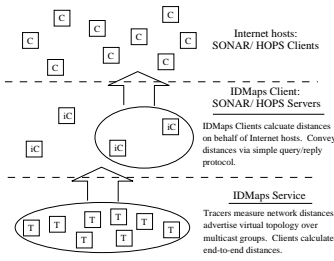 C C C C C C C C C
Internet hosts:
SONAR/ HOPS Clients
IDMaps Client:
SONAR/ HOPS Servers
iC iC iC iC
IDMaps Clients calcuate distances
on behalf of Internet hosts. Convey
distances via simple query/reply
protocol.
IDMaps Service
Tracers measure network distances
advertise virtual topology over
multicast groups. Clients calculate
end-to-end distances.
T T T T T T T T